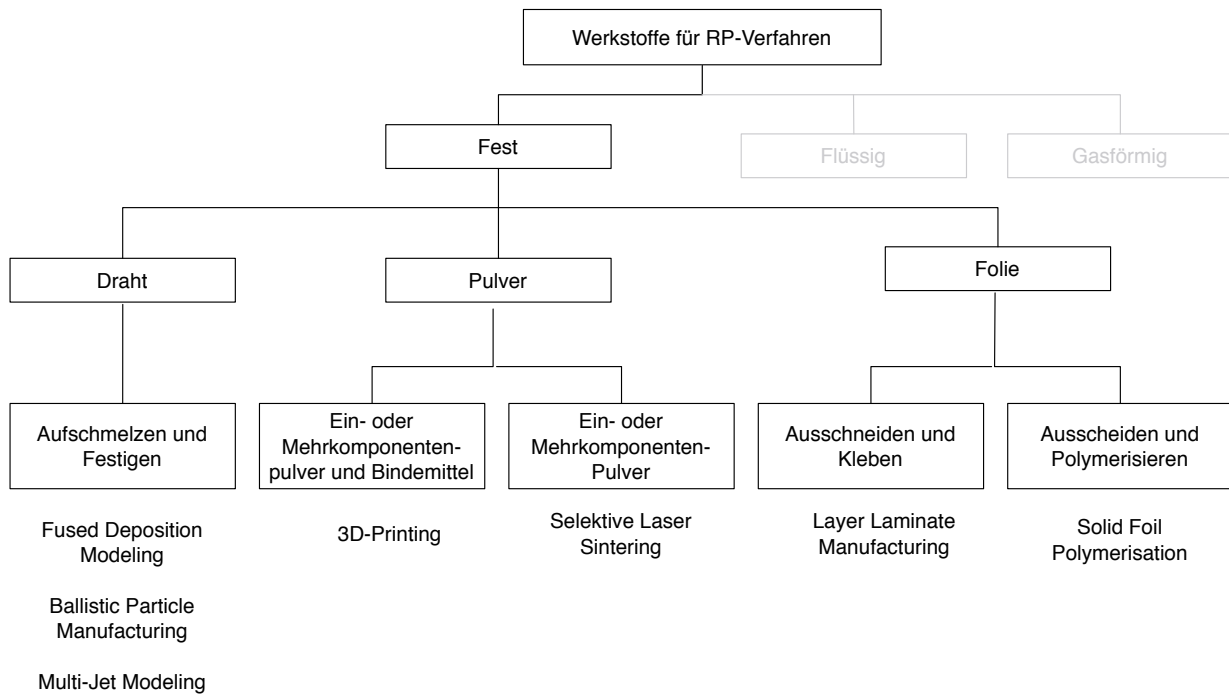 Werkstoffe für RP-Verfahren
Fest
Flüssig
Gasförmig
Draht
Pulver
Folie
Aufschmelzen und
Festigen
Ein- oder
Mehrkomponenten-
pulver und Bindemittel
Ein- oder
Mehrkomponenten-
Pulver
Ausschneiden und
Kleben
Ausscheiden und
Polymerisieren
Fused Deposition
Modeling
Ballistic Particle
Manufacturing
Multi-Jet Modeling
3D-Printing
Selektive Laser
Sintering
Layer Laminate
Manufacturing
Solid Foil
Polymerisation